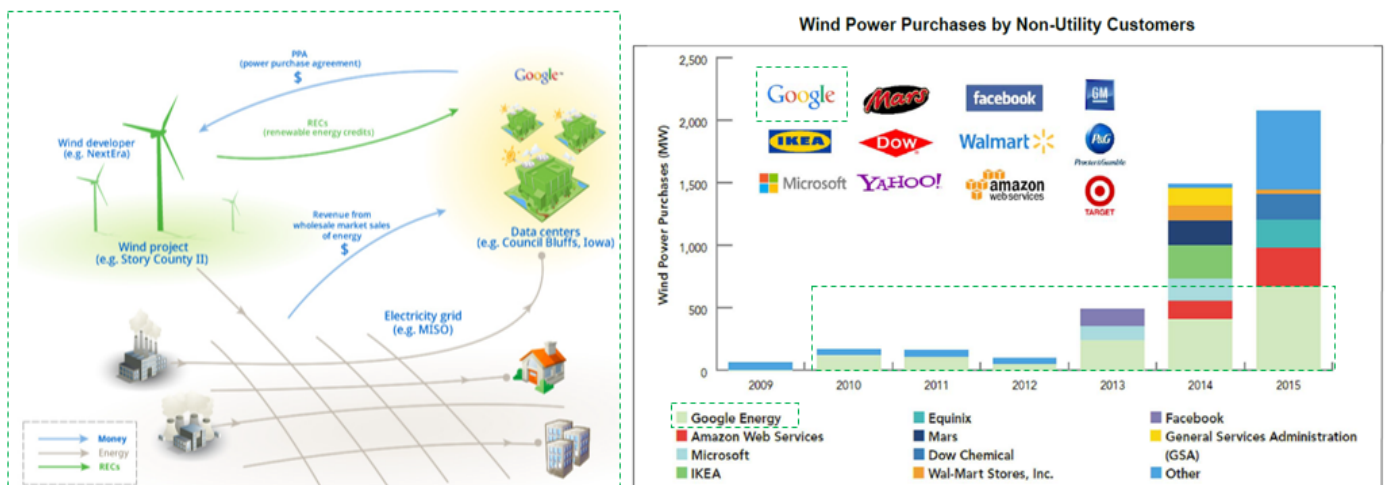 PPA
(power purchase agreement)
$
Google™
RECs
(renewable energy credits)
Wind developer
(e.g. NextEra)
Revenue from
wholesale market sales
of energy
$
Wind project
(e.g. Story County II)
Data centers
(e.g. Council Bluffs, Iowa)
Electricity grid
(e.g. MISO)
Money
Energy
RECs
Wind Power Purchases by Non-Utility Customers
Wind Power Purchases (MW)
2,500
2,000
1,500
1,000
500
0
Google
Mars
facebook
GM
IKEA
DOW
Walmart
P&G
Procter&Gamble
Microsoft
YAHOO!
amazon
webservices
TARGET
2009
2010
2011
2012
2013
2014
2015
Google Energy
Amazon Web Services
Microsoft
IKEA
Equinix
Mars
Dow Chemical
Wal-Mart Stores, Inc.
Facebook
General Services Administration
(GSA)
Other